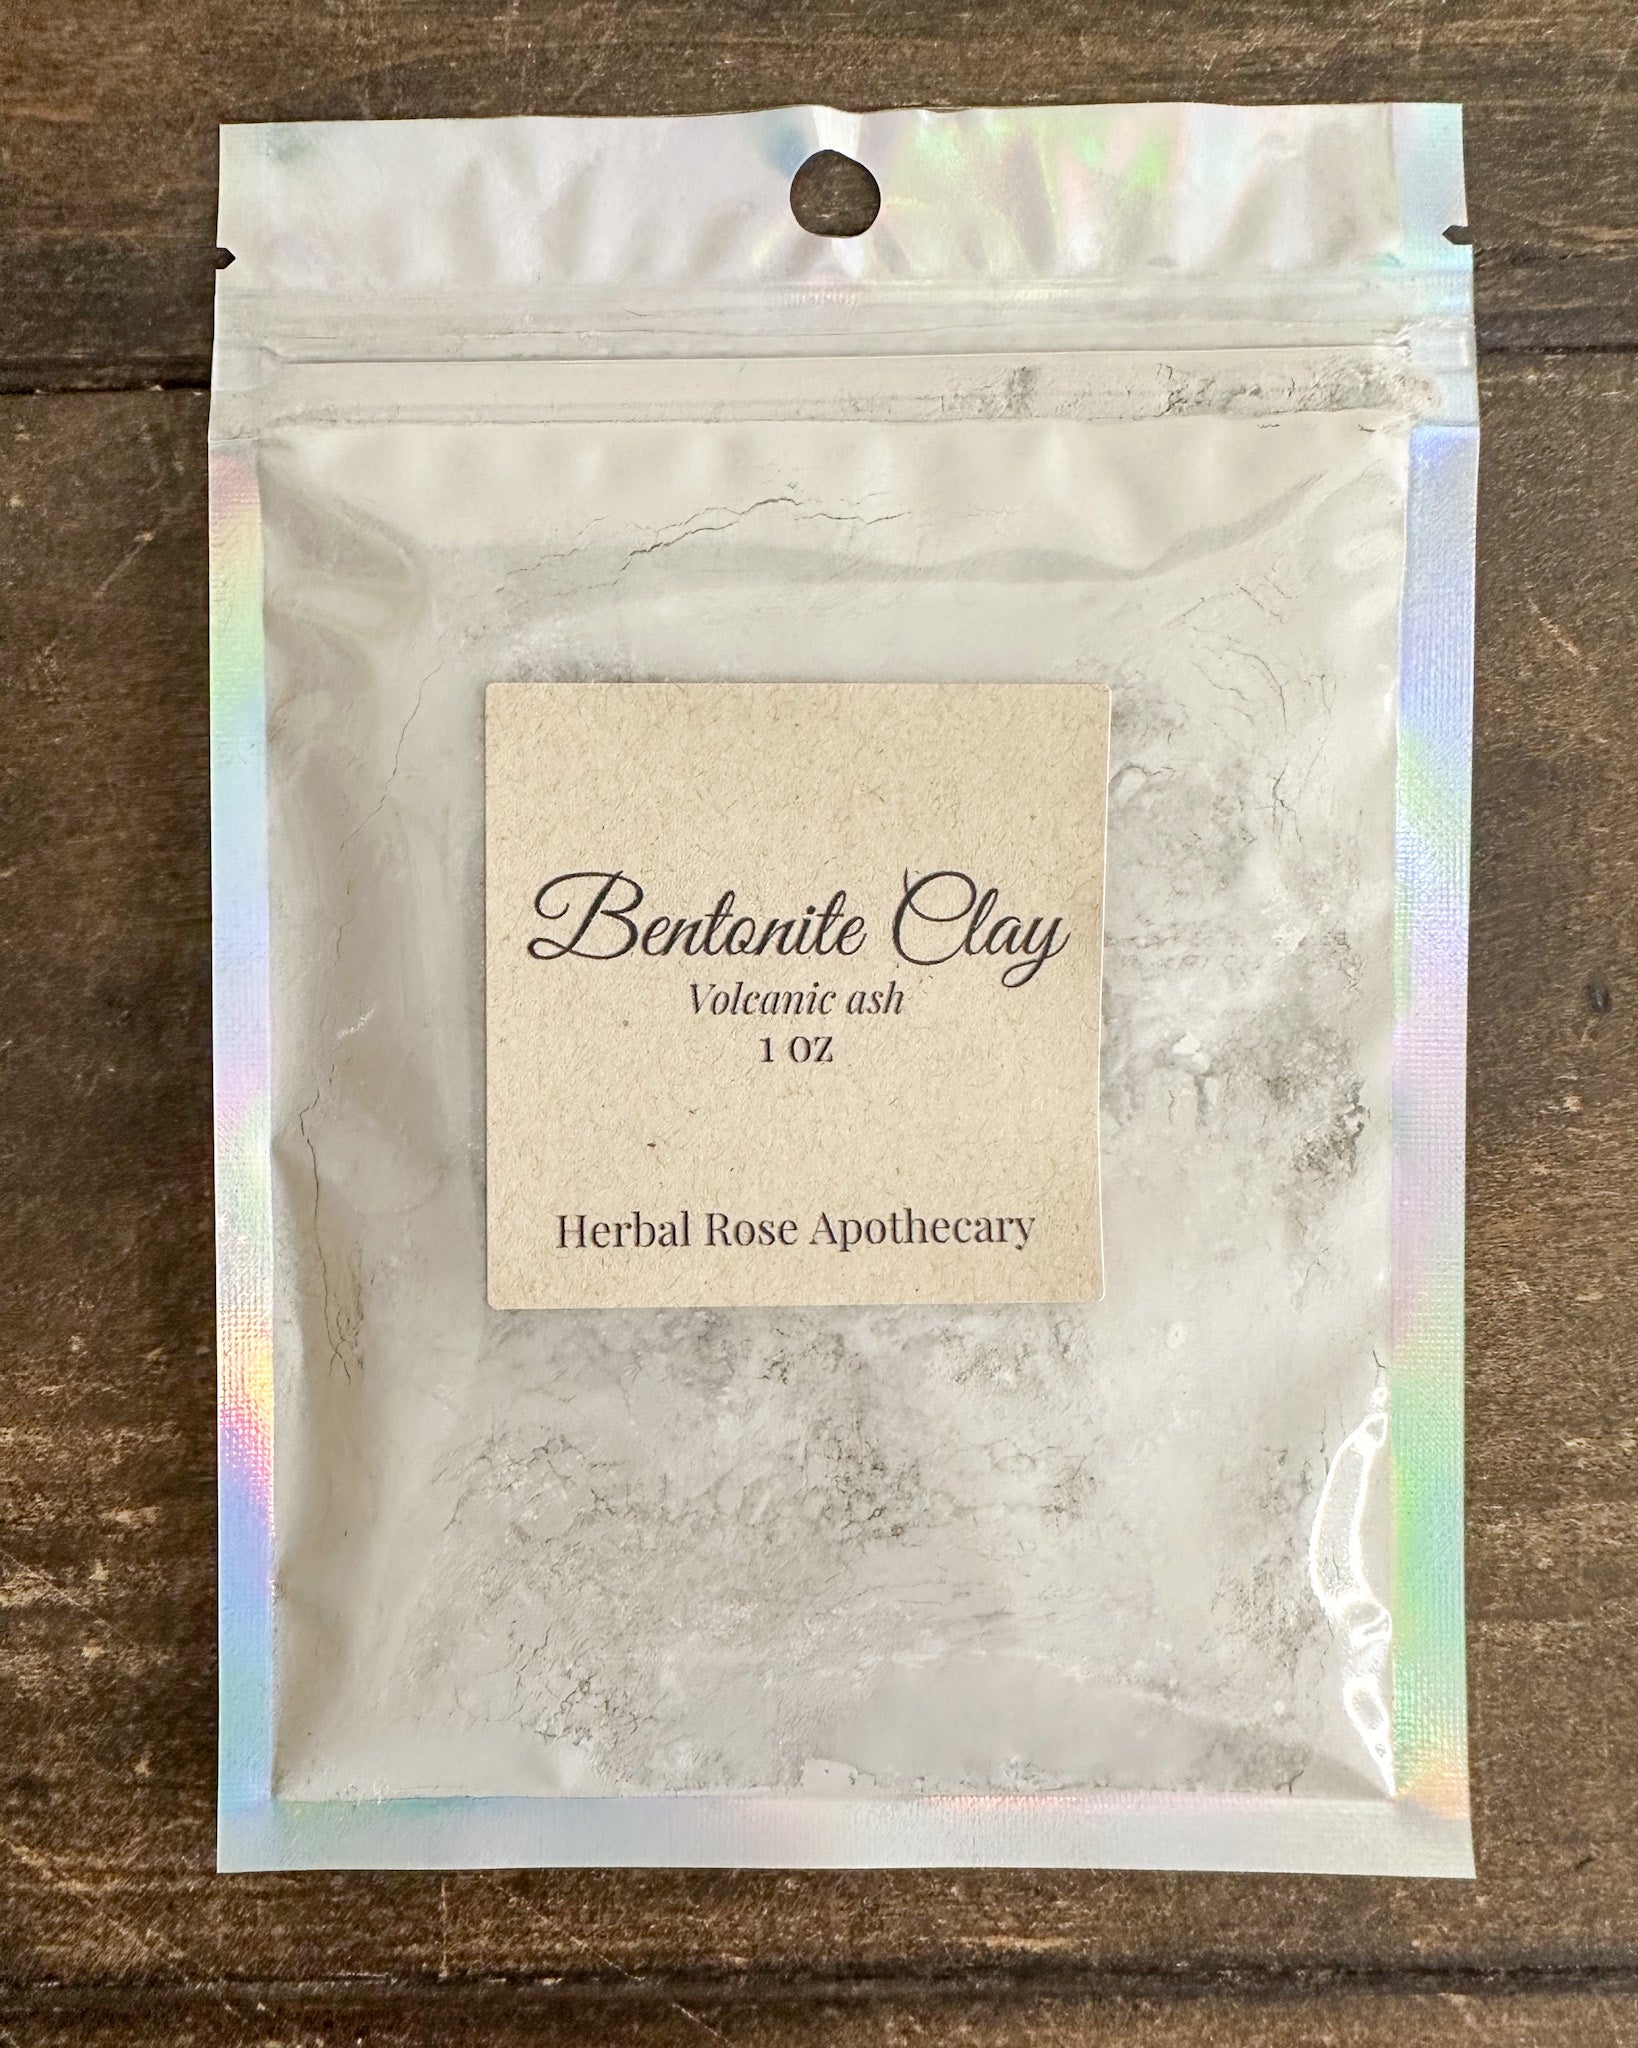 Bentonite Clay
Volcanic ash
1 oz
Herbal Rose Apothecary